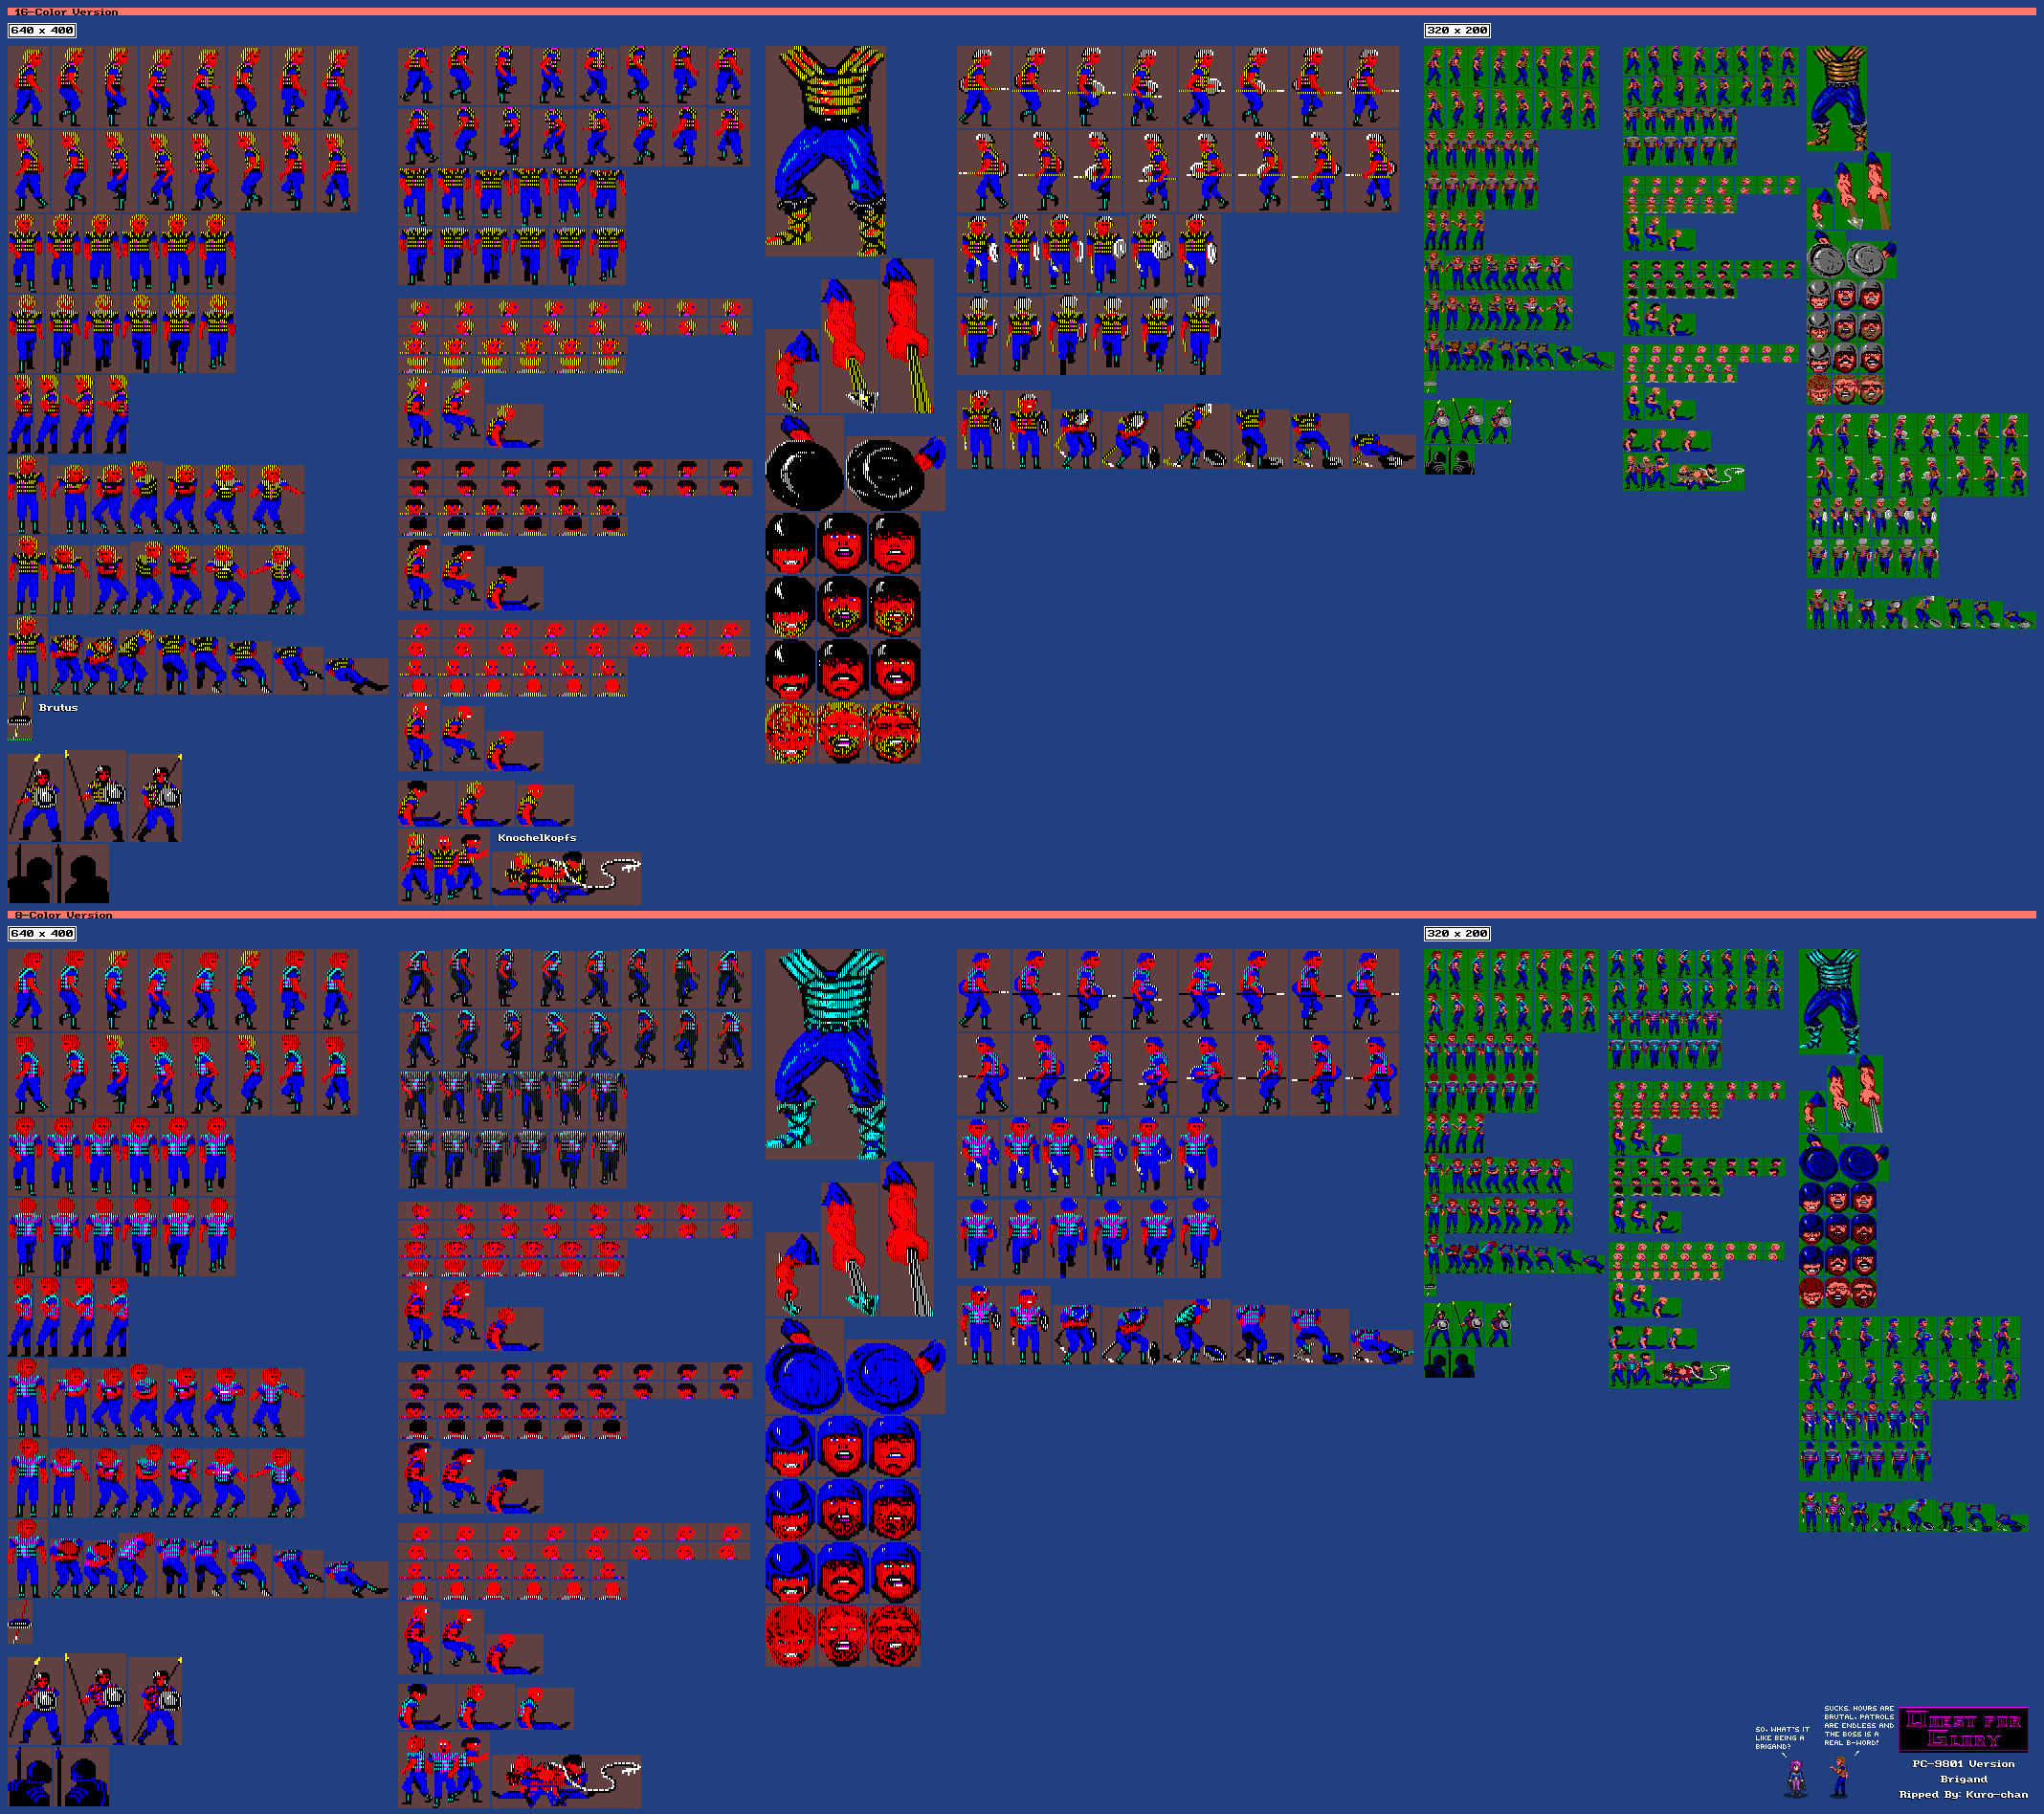 16-Color Version
640 x 400
320 x 200
Brutus
Knochelkopfs
8-Color Version
640 x 400
320 x 200
SO, WHAT'S IT
LIKE BEING A
BRIGAND?
SUCKS. HOURS ARE
BRUTAL, PATROLS
ARE ENDLESS AND
THE BOSS IS A
REAL B-WORD!
Quest for
Glory
PC-9801 Version
Brigand
Ripped By: Kuro-chan